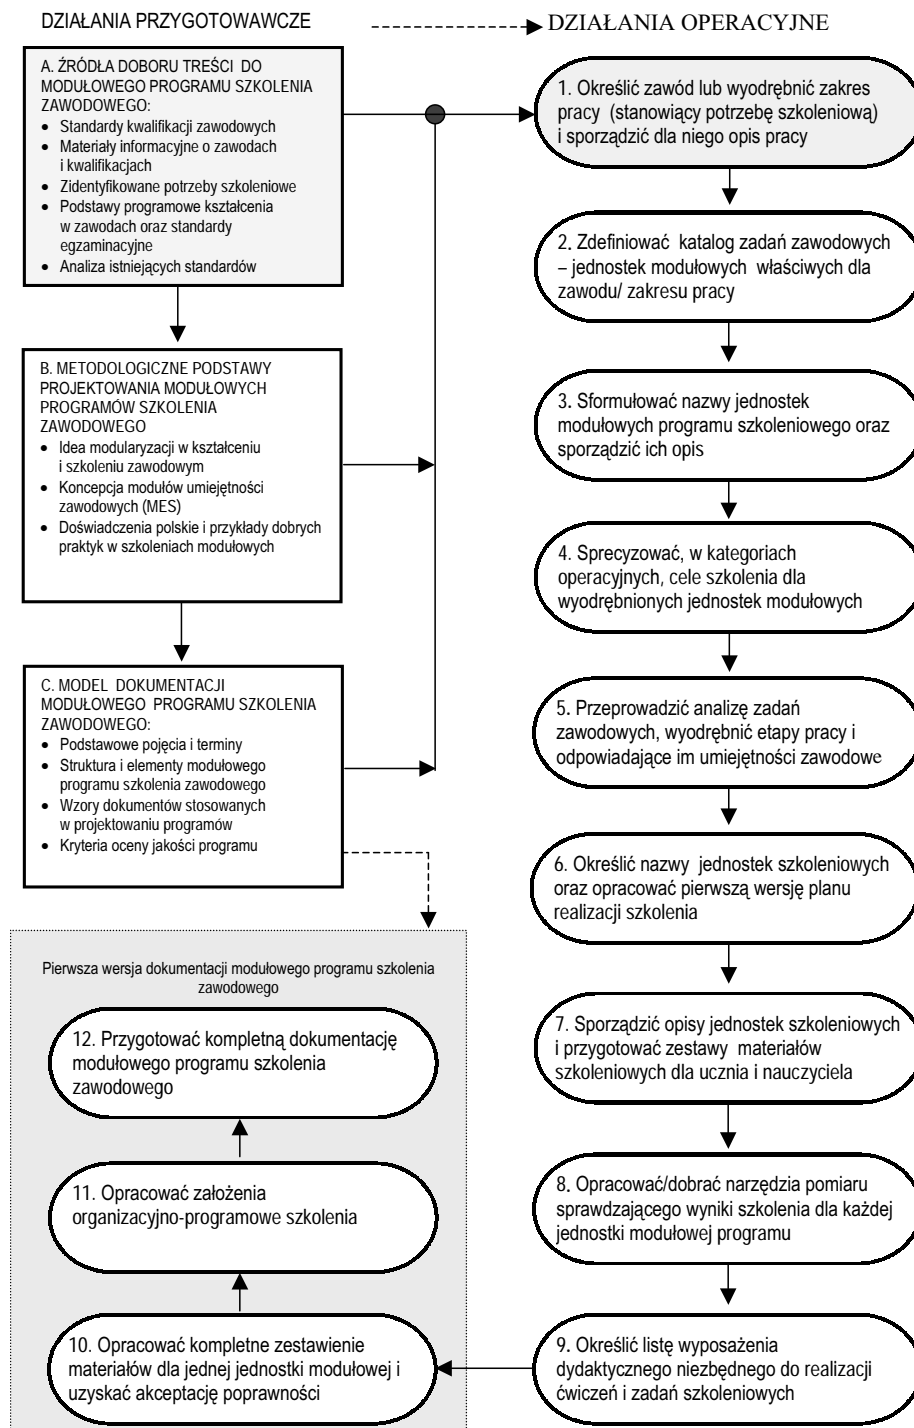 DZIAŁANIA PRZYGOTOWAWCZE
DZIAŁANIA OPERACYJNE
A. ŹRÓDŁA DOBORU TREŚCI DO
MODUŁOWEGO PROGRAMU SZKOLENIA
ZAWODOWEGO:
• Standardy kwalifikacji zawodowych
• Materiały informacyjne o zawodach
i kwalifikacjach
• Zidentyfikowane potrzeby szkoleniowe
• Podstawy programowe kształcenia
w zawodach oraz standardy
egzaminacyjne
• Analiza istniejących standardów
B. METODOLOGICZNE PODSTAWY
PROJEKTOWANIA MODUŁOWYCH
PROGRAMÓW SZKOLENIA
ZAWODOWEGO
• Idea modularyzacji w kształceniu
i szkoleniu zawodowym
• Koncepcja modułów umiejętności
zawodowych (MES)
• Doświadczenia polskie i przykłady dobrych
praktyk w szkoleniach modułowych
C. MODEL DOKUMENTACJI
MODUŁOWEGO PROGRAMU SZKOLENIA
ZAWODOWEGO:
• Podstawowe pojęcia i terminy
• Struktura i elementy modułowego
programu szkolenia zawodowego
• Wzory dokumentów stosowanych
w projektowaniu programów
• Kryteria oceny jakości programu
1. Określić zawód lub wyodrębnić zakres
pracy (stanowiący potrzebę szkoleniową)
i sporządzić dla niego opis pracy
2. Zdefiniować katalog zadań zawodowych
– jednostek modułowych właściwych dla
zawodu/ zakresu pracy
3. Sformułować nazwy jednostek
modułowych programu szkoleniowego oraz
sporządzić ich opis
4. Sprecyzować, w kategoriach
operacyjnych, cele szkolenia dla
wyodrębnionych jednostek modułowych
5. Przeprowadzić analizę zadań
zawodowych, wyodrębnić etapy pracy i
odpowiadające im umiejętności zawodowe
6. Określić nazwy jednostek szkoleniowych
oraz opracować pierwszą wersję planu
realizacji szkolenia
7. Sporządzić opisy jednostek szkoleniowych
i przygotować zestawy materiałów
szkoleniowych dla ucznia i nauczyciela
8. Opracować/dobrać narzędzia pomiaru
sprawdzającego wyniki szkolenia dla każdej
jednostki modułowej programu
9. Określić listę wyposażenia
dydaktycznego niezbędnego do realizacji
ćwiczeń i zadań szkoleniowych
Pierwsza wersja dokumentacji modułowego programu szkolenia
zawodowego
12. Przygotować kompletną dokumentację
modułowego programu szkolenia
zawodowego
11. Opracować założenia
organizacyjno-programowe szkolenia
10. Opracować kompletne zestawienie
materiałów dla jednej jednostki modułowej i
uzyskać akceptację poprawności